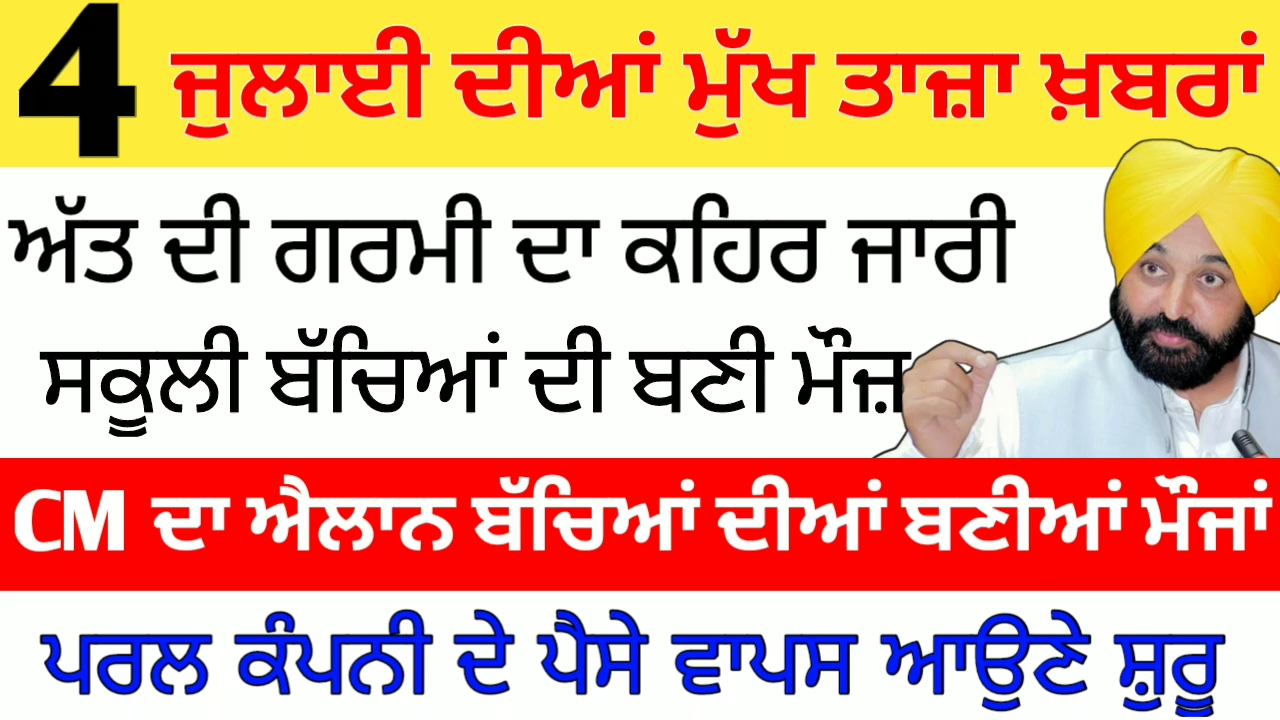 4 ਜੁਲਾਈ ਦੀਆਂ ਮੁੱਖ ਤਾਜ਼ਾ ਖ਼ਬਰਾਂ
ਅੱਤ ਦੀ ਗਰਮੀ ਦਾ ਕਹਿਰ ਜਾਰੀ
ਸਕੂਲੀ ਬੱਚਿਆਂ ਦੀ ਬਣੀ ਮੌਜ਼
CM ਦਾ ਐਲਾਨ ਬੱਚਿਆਂ ਦੀਆਂ ਬਣੀਆਂ ਮੌਜਾਂ
ਪਰਲ ਕੰਪਨੀ ਦੇ ਪੈਸੇ ਵਾਪਸ ਆਉਣੇ ਸ਼ੁਰੂ